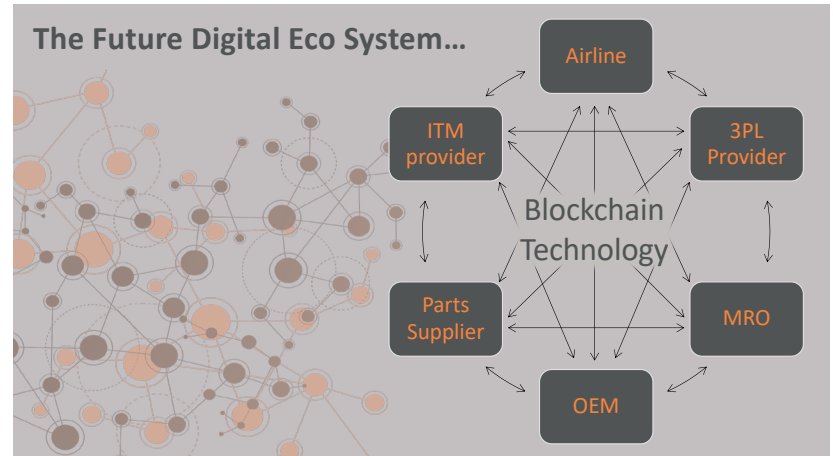 The Future Digital Eco System…
Airline
ITM
provider
3PL
Provider
Blockchain
Technology
Parts
Supplier
MRO
OEM